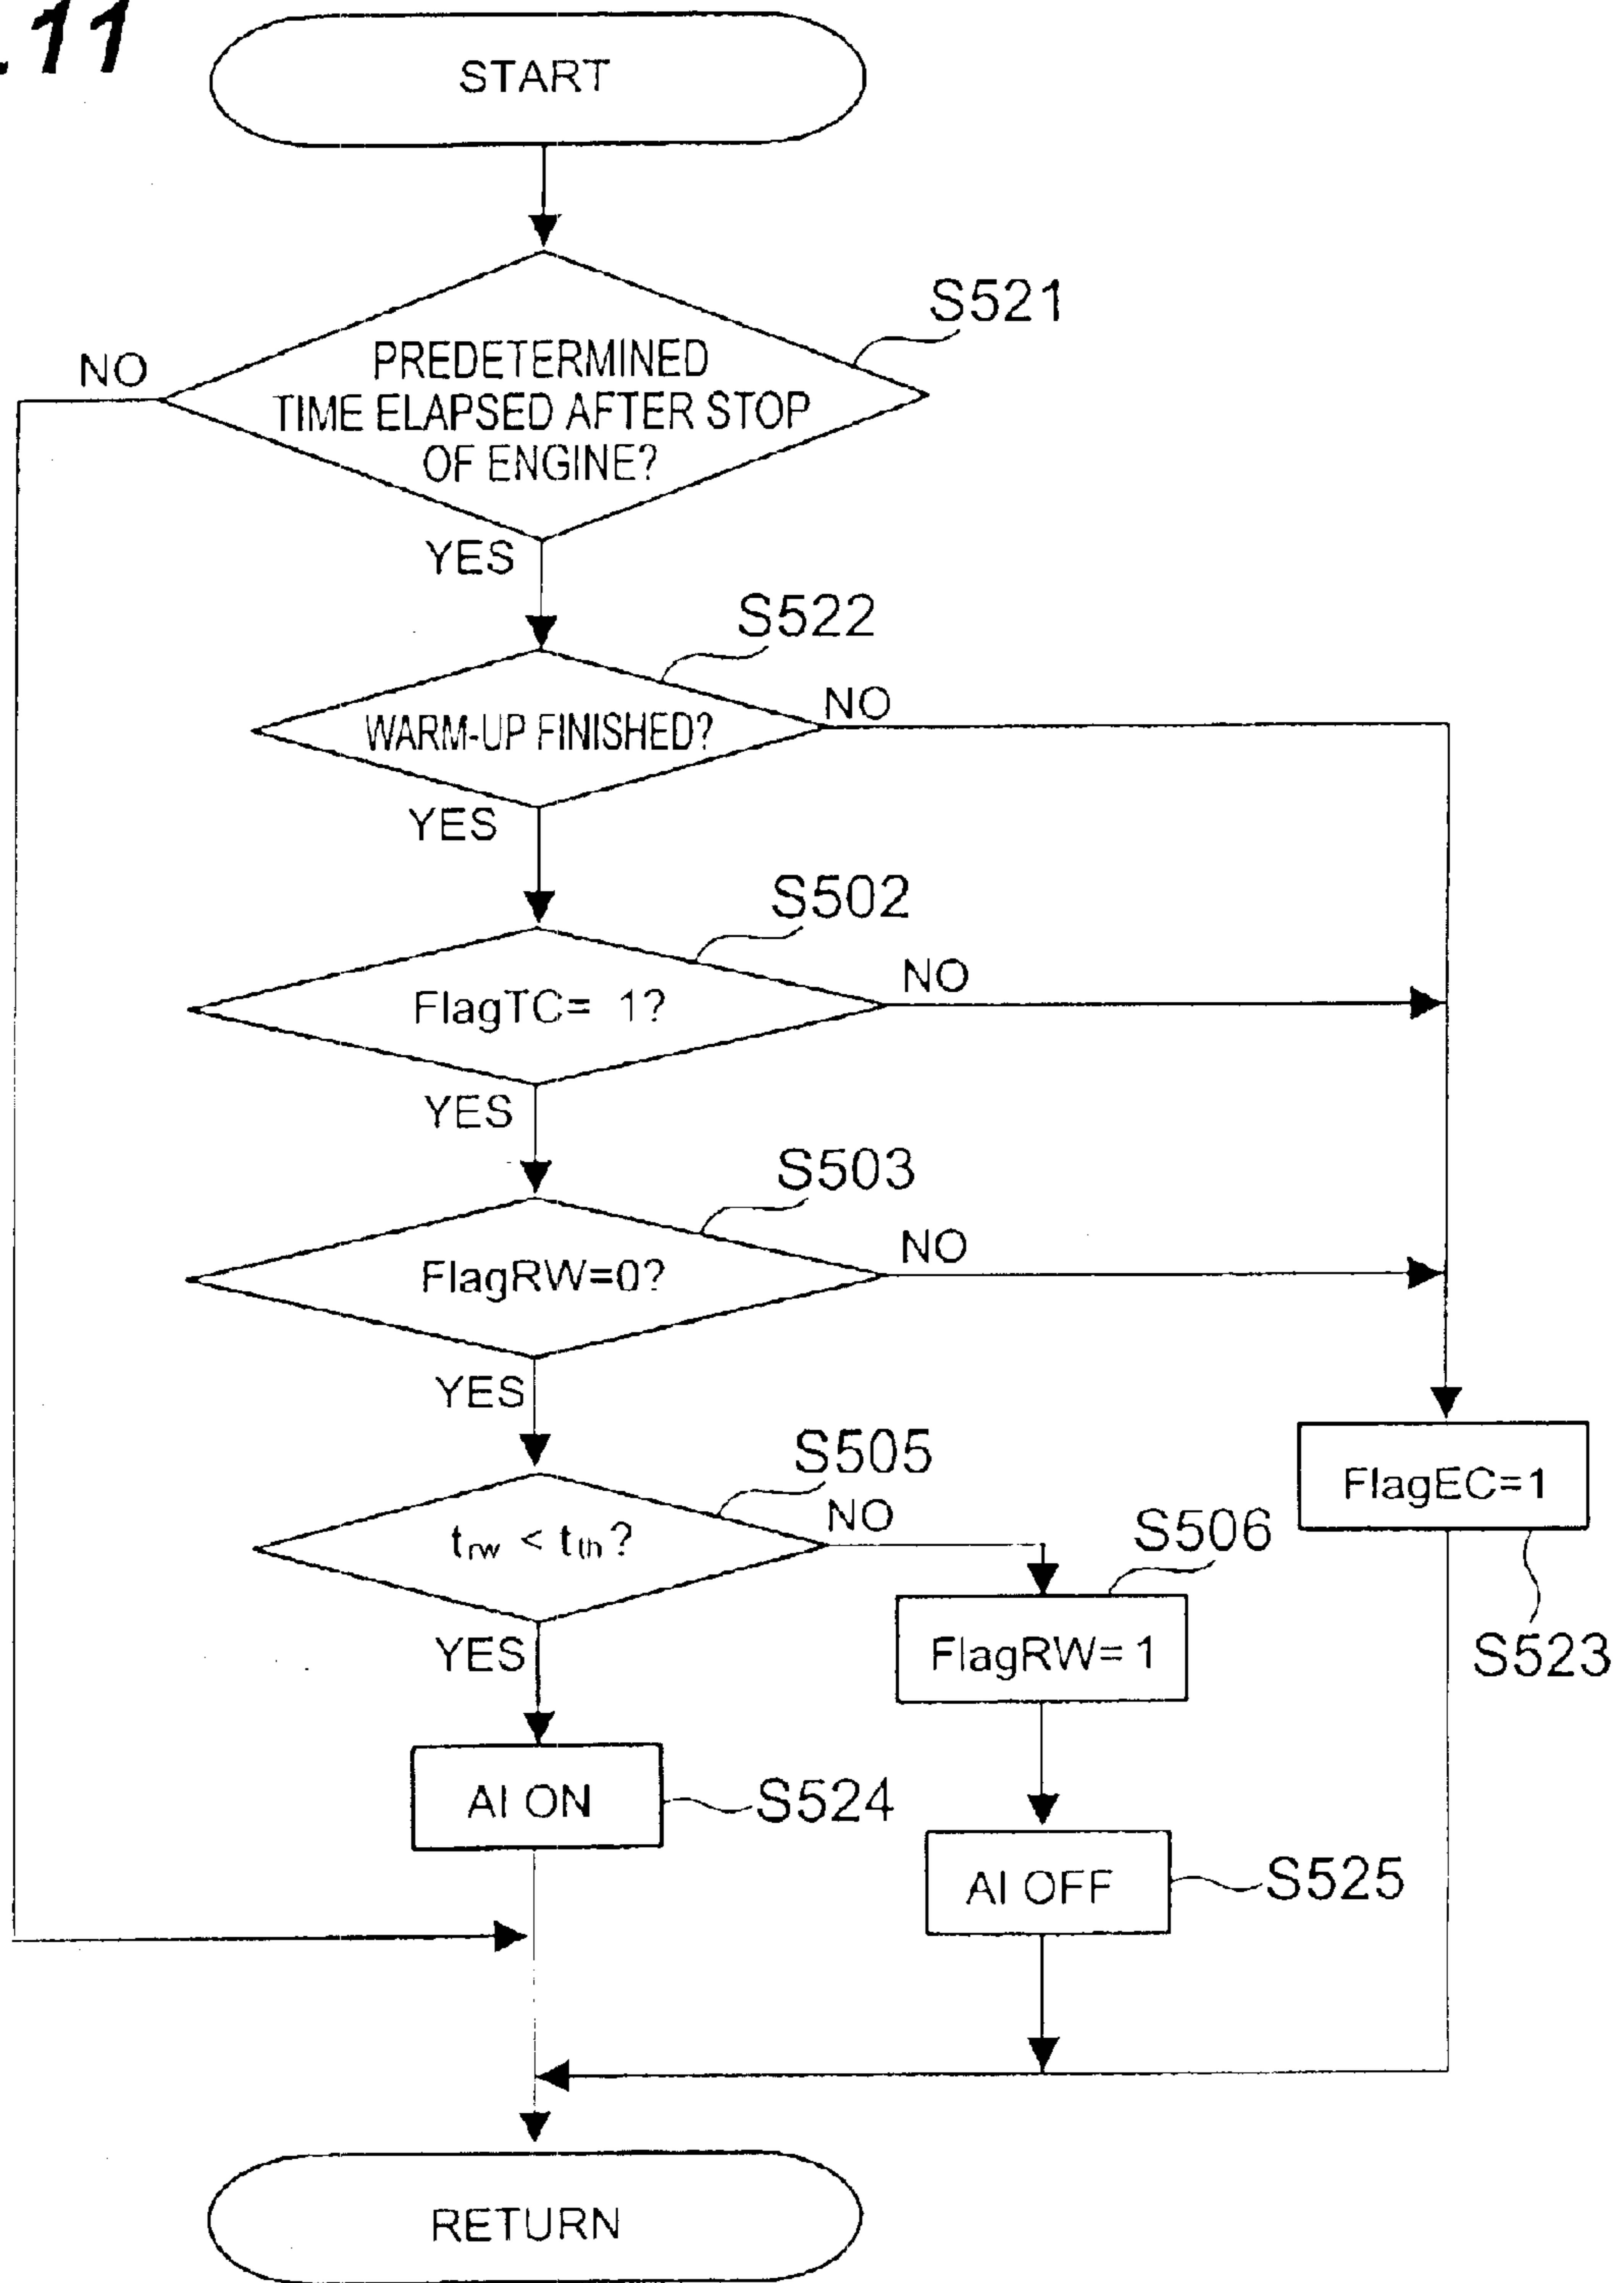 .11
START
S521
NO
PREDETERMINED
TIME ELAPSED AFTER STOP
OF ENGINE?
YES
S522
NO
WARM-UP FINISHED?
YES
S502
NO
FlagTC= 1?
YES
S503
NO
FlagRW=0?
YES
S505
NO
trw < tth?
S506
FlagEC=1
YES
FlagRW=1
S523
AI ON
S524
AI OFF
S525
RETURN